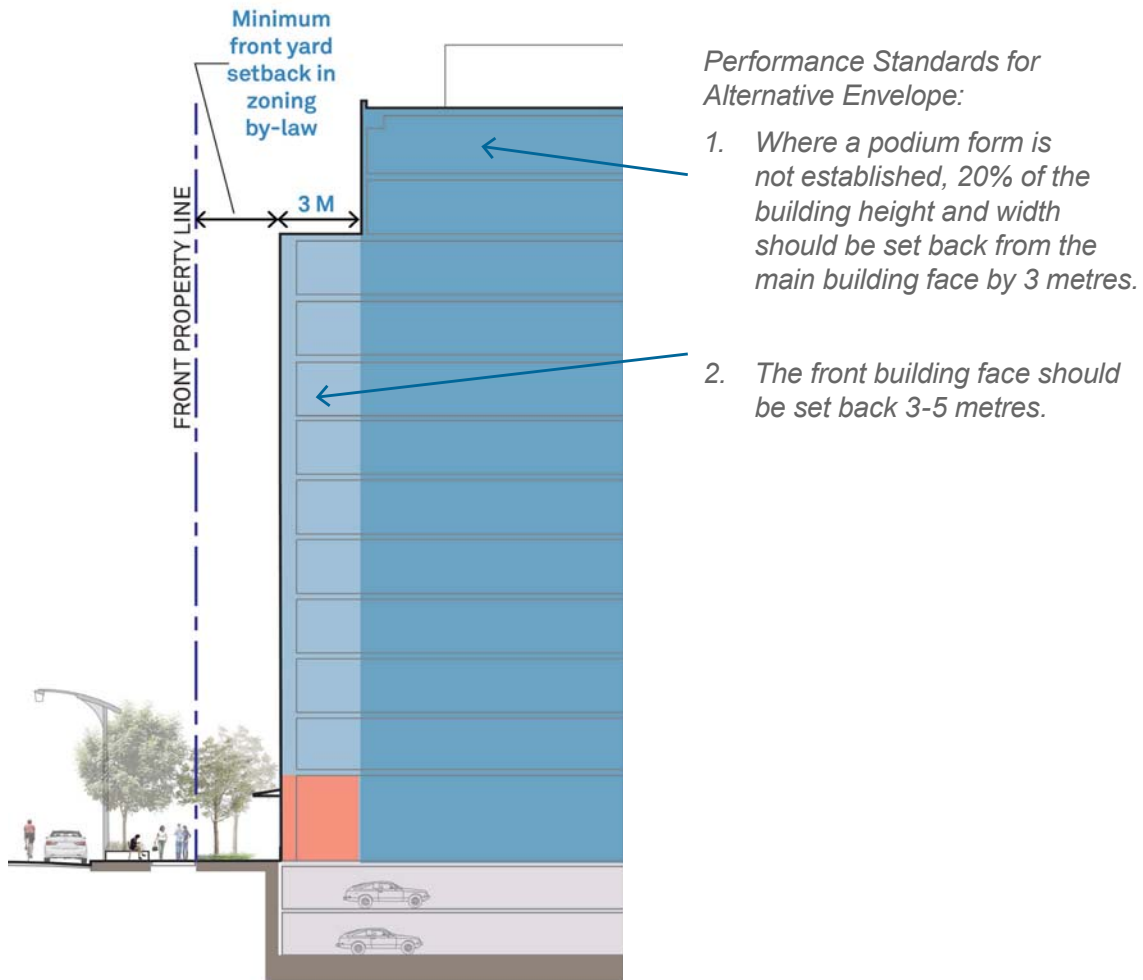 Minimum
front yard
setback in
zoning
by-law
3 M
FRONT PROPERTY LINE
Performance Standards for
Alternative Envelope:
1. Where a podium form is
not established, 20% of the
building height and width
should be set back from the
main building face by 3 metres.
2. The front building face should
be set back 3-5 metres.